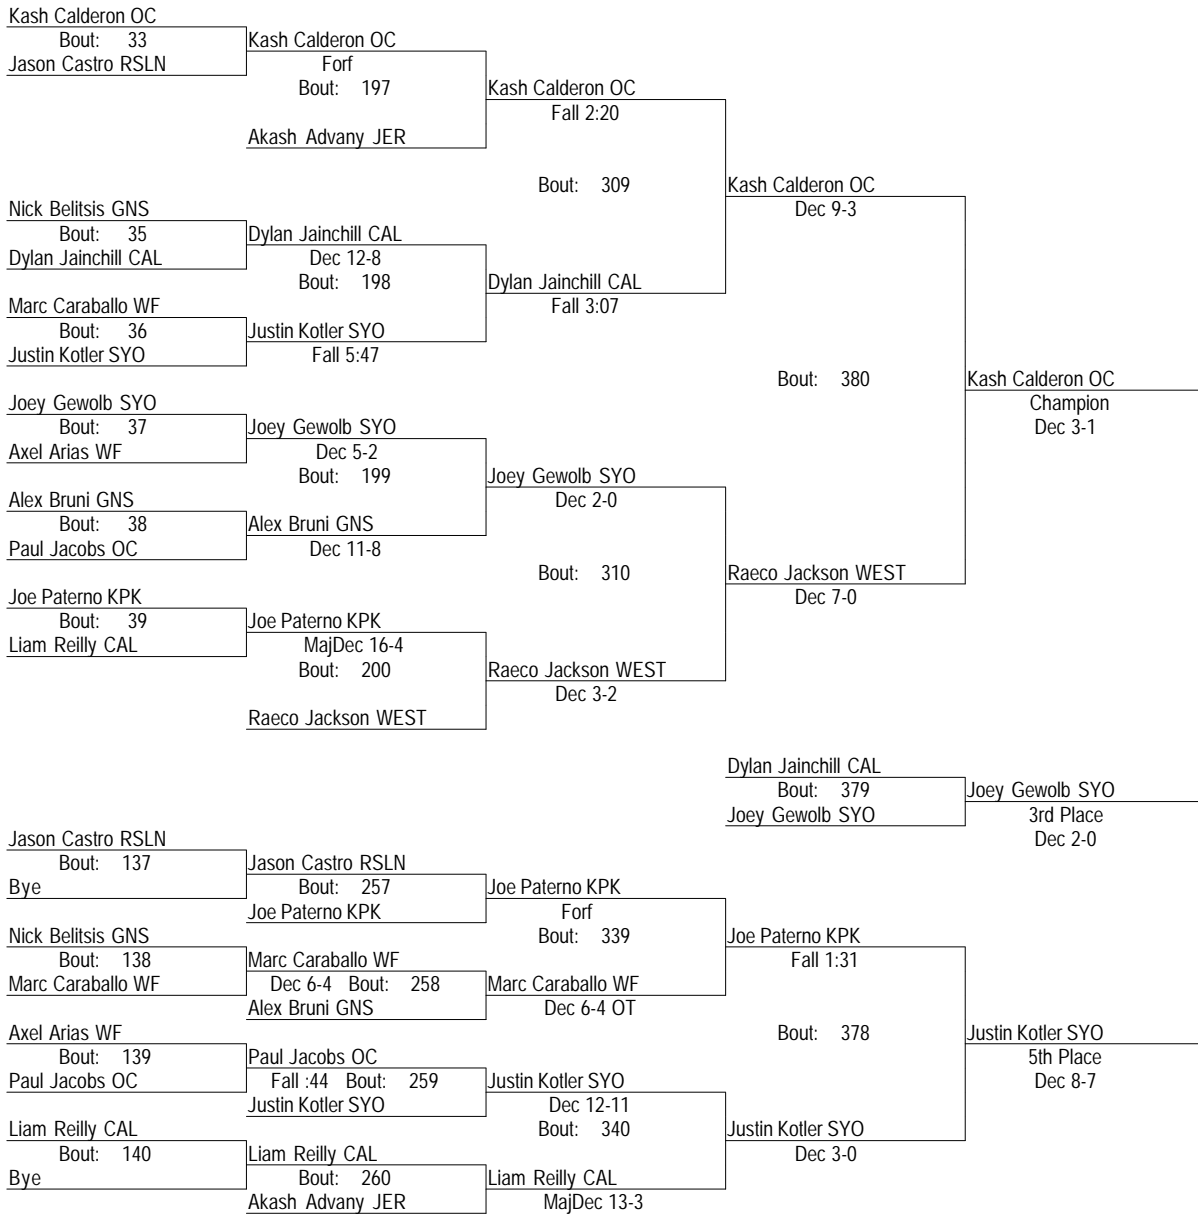 Kash Calderon OC
Bout: 33
Kash Calderon OC
Jason Castro RSLN
Forf
Bout: 197
Kash Calderon OC
Fall 2:20
Akash Advany JER
Bout: 309
Kash Calderon OC
Dec 9-3
Nick Belitsis GNS
Bout: 35
Dylan Jainchill CAL
Dylan Jainchill CAL
Dec 12-8
Bout: 198
Dylan Jainchill CAL
Fall 3:07
Marc Caraballo WF
Bout: 36
Justin Kotler SYO
Justin Kotler SYO
Fall 5:47
Bout: 380
Kash Calderon OC
Champion
Dec 3-1
Joey Gewolb SYO
Bout: 37
Joey Gewolb SYO
Axel Arias WF
Dec 5-2
Bout: 199
Joey Gewolb SYO
Dec 2-0
Alex Bruni GNS
Bout: 38
Alex Bruni GNS
Paul Jacobs OC
Dec 11-8
Bout: 310
Raeco Jackson WEST
Dec 7-0
Joe Paterno KPK
Bout: 39
Joe Paterno KPK
Liam Reilly CAL
MajDec 16-4
Bout: 200
Raeco Jackson WEST
Dec 3-2
Raeco Jackson WEST
Dylan Jainchill CAL
Bout: 379
Joey Gewolb SYO
Joey Gewolb SYO
3rd Place
Dec 2-0
Jason Castro RSLN
Bout: 137
Jason Castro RSLN
Bye
Bout: 257
Joe Paterno KPK
Joe Paterno KPK
Forf
Bout: 339
Joe Paterno KPK
Fall 1:31
Nick Belitsis GNS
Bout: 138
Marc Caraballo WF
Marc Caraballo WF
Dec 6-4 Bout: 258
Marc Caraballo WF
Alex Bruni GNS
Dec 6-4 OT
Bout: 378
Justin Kotler SYO
5th Place
Dec 8-7
Axel Arias WF
Bout: 139
Paul Jacobs OC
Paul Jacobs OC
Fall :44 Bout: 259
Justin Kotler SYO
Justin Kotler SYO
Dec 12-11
Bout: 340
Justin Kotler SYO
Dec 3-0
Liam Reilly CAL
Bout: 140
Liam Reilly CAL
Bye
Bout: 260
Liam Reilly CAL
Akash Advany JER
MajDec 13-3